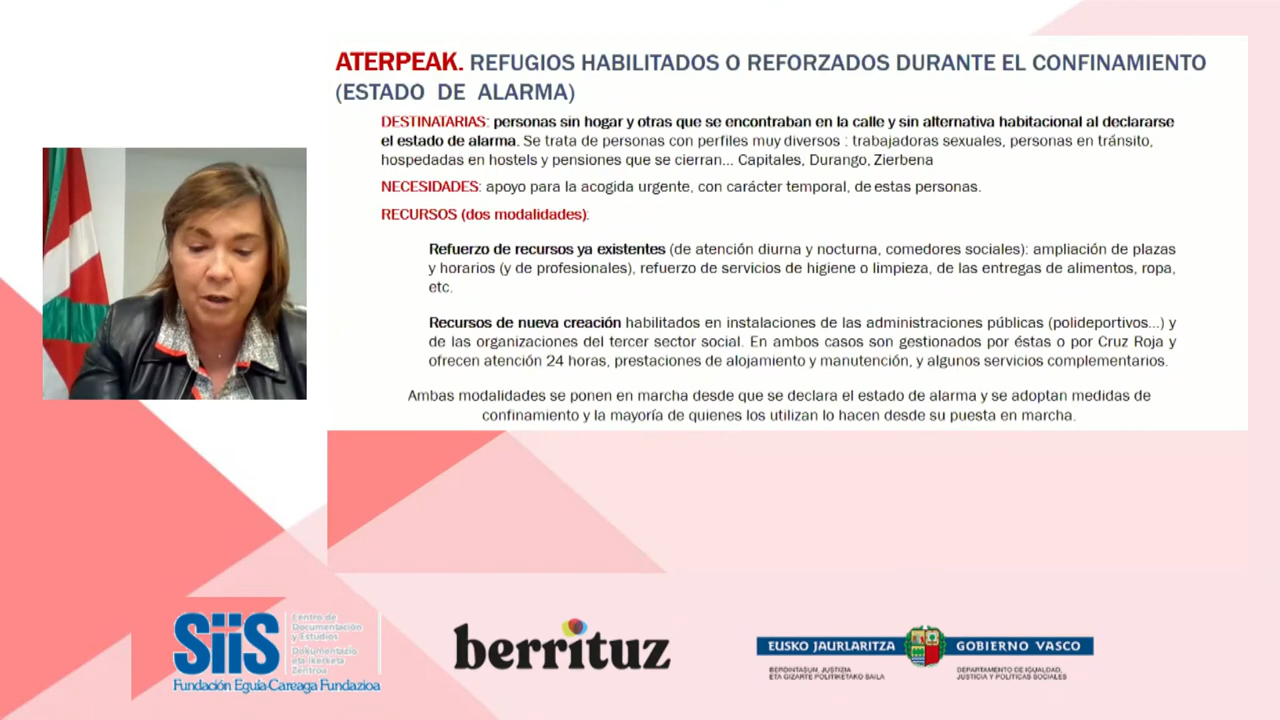 ATERPEAK. REFUGIOS HABILITADOS O REFORZADOS DURANTE EL CONFINAMIENTO
(ESTADO DE ALARMA)
DESTINATARIAS: personas sin hogar y otras que se encontraban en la calle y sin alternativa habitacional al declararse
el estado de alarma. Se trata de personas con perfiles muy diversos : trabajadoras sexuales, personas en tránsito,
hospedadas en hostels y pensiones que se cierran... Capitales, Durango, Zierbena
NECESIDADES: apoyo para la acogida urgente, con carácter temporal, de estas personas.
RECURSOS (dos modalidades):
Refuerzo de recursos ya existentes (de atención diurna y nocturna, comedores sociales): ampliación de plazas
y horarios (y de profesionales), refuerzo de servicios de higiene o limpieza, de las entregas de alimentos, ropa,
etc.
Recursos de nueva creación habilitados en instalaciones de las administraciones públicas (polideportivos...) y
de las organizaciones del tercer sector social. En ambos casos son gestionados por éstas o por Cruz Roja y
ofrecen atención 24 horas, prestaciones de alojamiento y manutención, y algunos servicios complementarios.
Ambas modalidades se ponen en marcha desde que se declara el estado de alarma y se adoptan medidas de
confinamiento y la mayoría de quienes los utilizan lo hacen desde su puesta en marcha.
SiiS
Centro de
Documentación
y Estudios
Dokumentazio
eta Ikerketa
Zentroa
Fundación Eguía-Careaga Fundazioa
berrituz
EUSKO JAURLARITZA
GOBIERNO VASCO
BERDINTASUN, JUSTIZIA
ETA GIZARTE POLITIKETAKO SAILA
DEPARTAMENTO DE IGUALDAD,
JUSTICIA Y POLÍTICAS SOCIALES